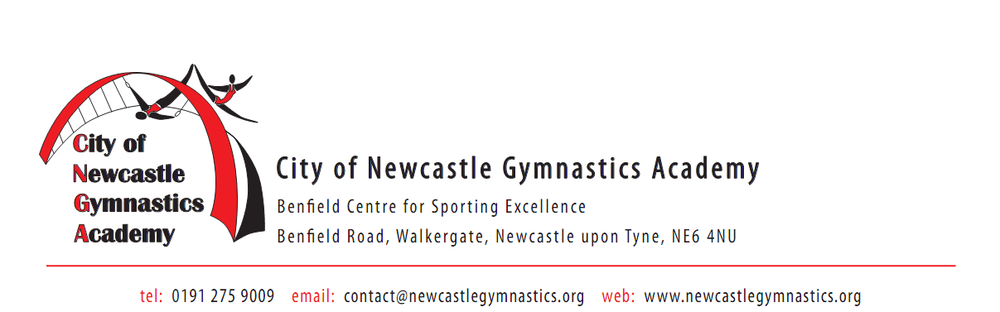 City of
Newcastle
Gymnastics
Academy
City of Newcastle Gymnastics Academy
Benfield Centre for Sporting Excellence
Benfield Road, Walkergate, Newcastle upon Tyne, NE6 4NU
tel: 0191 275 9009 email: contact@newcastlegymnastics.org web: www.newcastlegymnastics.org